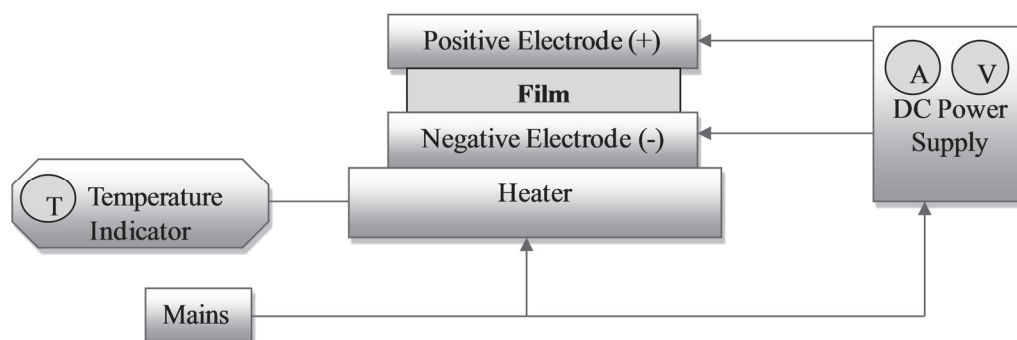 Positive Electrode (+)
Film
Negative Electrode (-)
Heater
A V
DC Power
Supply
T Temperature
Indicator
Mains